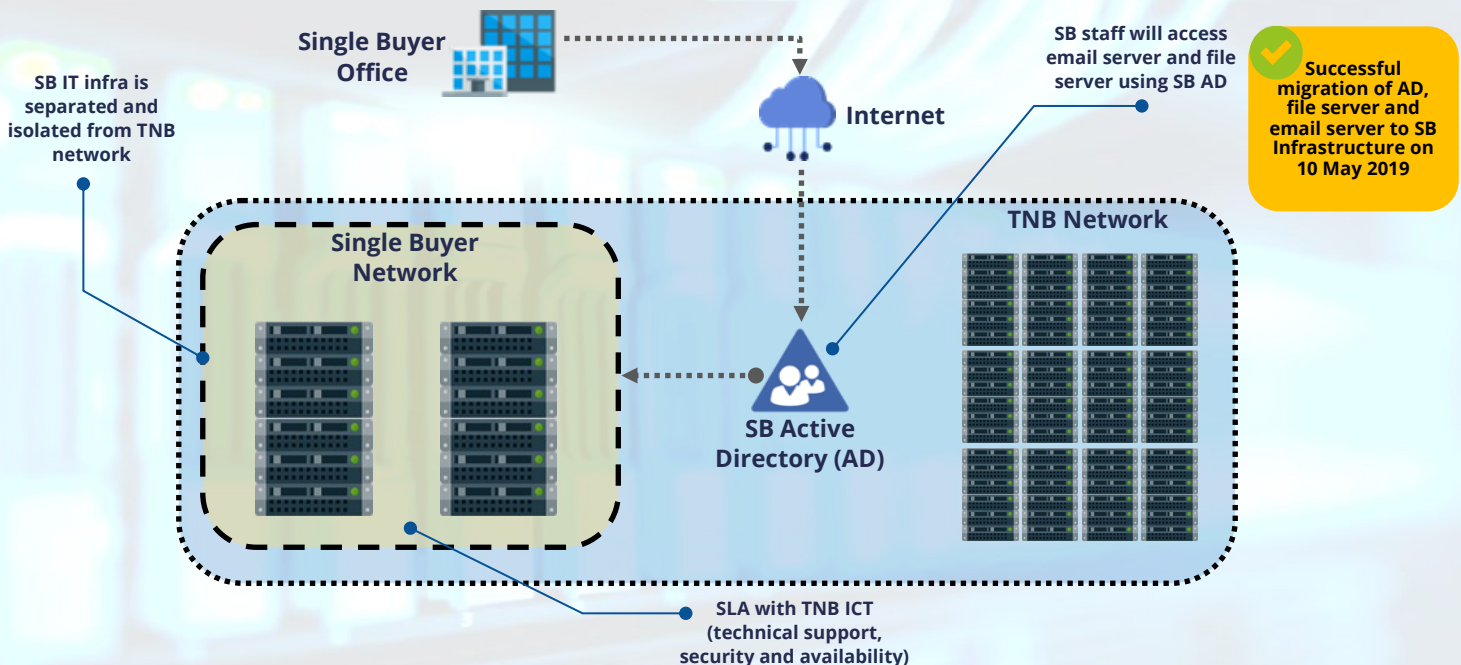 Single Buyer
Office
SB IT infra is
separated and
isolated from TNB
network
Internet
SB staff will access
email server and file
server using SB AD
Successful
migration of AD,
file server and
email server to SB
Infrastructure on
10 May 2019
Single Buyer
Network
TNB Network
SB Active
Directory (AD)
SLA with TNB ICT
(technical support,
security and availability)